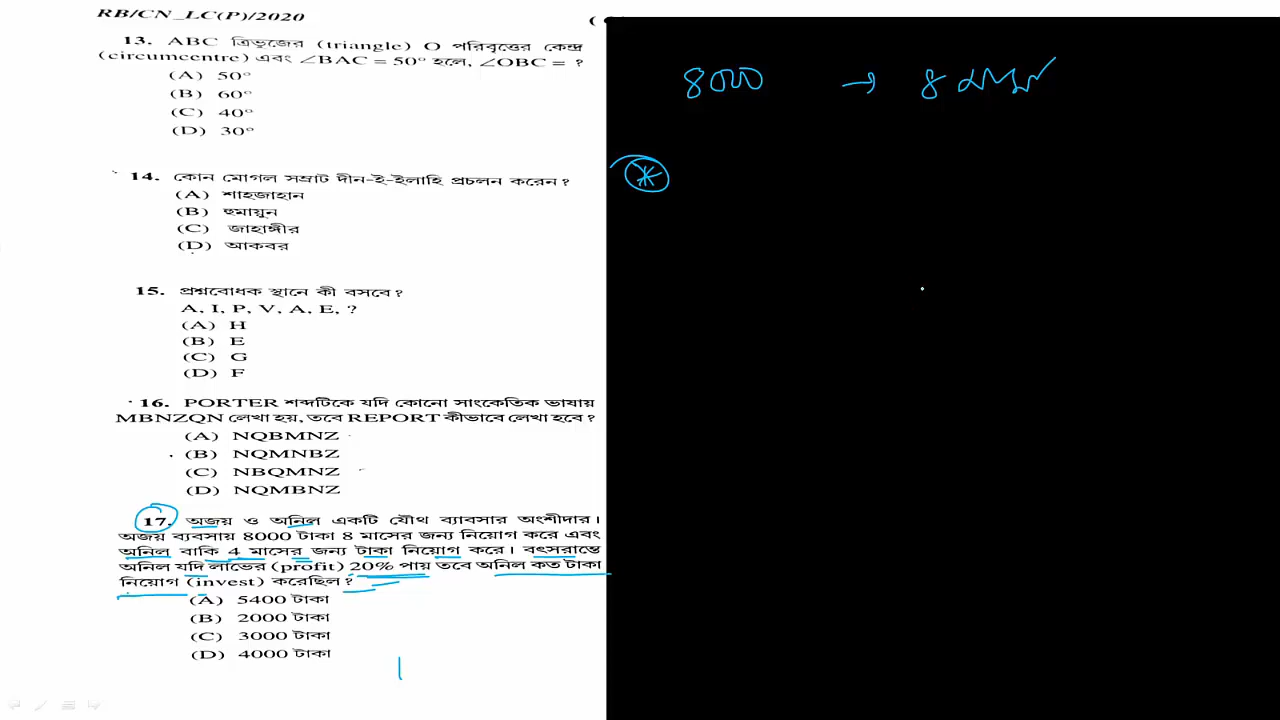 RB/CN_LC(P)/2020
13. ABC ত্রিভুজের (triangle) O পরিবৃত্তের কেন্দ্র
(circumcentre) এবং ∠BAC = 50° হলে, ∠OBC = ?
(A) 50°
(B) 60°
(C) 40°
(D) 30°
14. কোন মোগল সম্রাট দীন-ই-ইলাহি প্রচলন করেন?
(A) শাহজাহান
(B) হুমায়ুন
(C) জাহাঙ্গীর
(D) আকবর
15. প্রশ্নবোধক স্থানে কী বসবে?
A, I, P, V, A, E, ?
(A) H
(B) E
(C) G
(D) F
16. PORTER শব্দটিকে যদি কোনো সাংকেতিক ভাষায়
MBNZQN লেখা হয়, তবে REPORT কীভাবে লেখা হবে?
(A) NQBMNZ
(B) NQMNBZ
(C) NBQMNZ
(D) NQMBNZ
17. অজয় ও অনিল একটি যৌথ ব্যাবসার অংশীদার।
অজয় ব্যবসায় 8000 টাকা 8 মাসের জন্য নিয়োগ করে এবং
অনিল বাকি 4 মাসের জন্য টাকা নিয়োগ করে। বৎসরান্তে
অনিল যদি লাভের (profit) 20% পায় তবে অনিল কত টাকা
নিয়োগ (invest) করেছিল?
(A) 5400 টাকা
(B) 2000 টাকা
(C) 3000 টাকা
(D) 4000 টাকা
8000 → 8